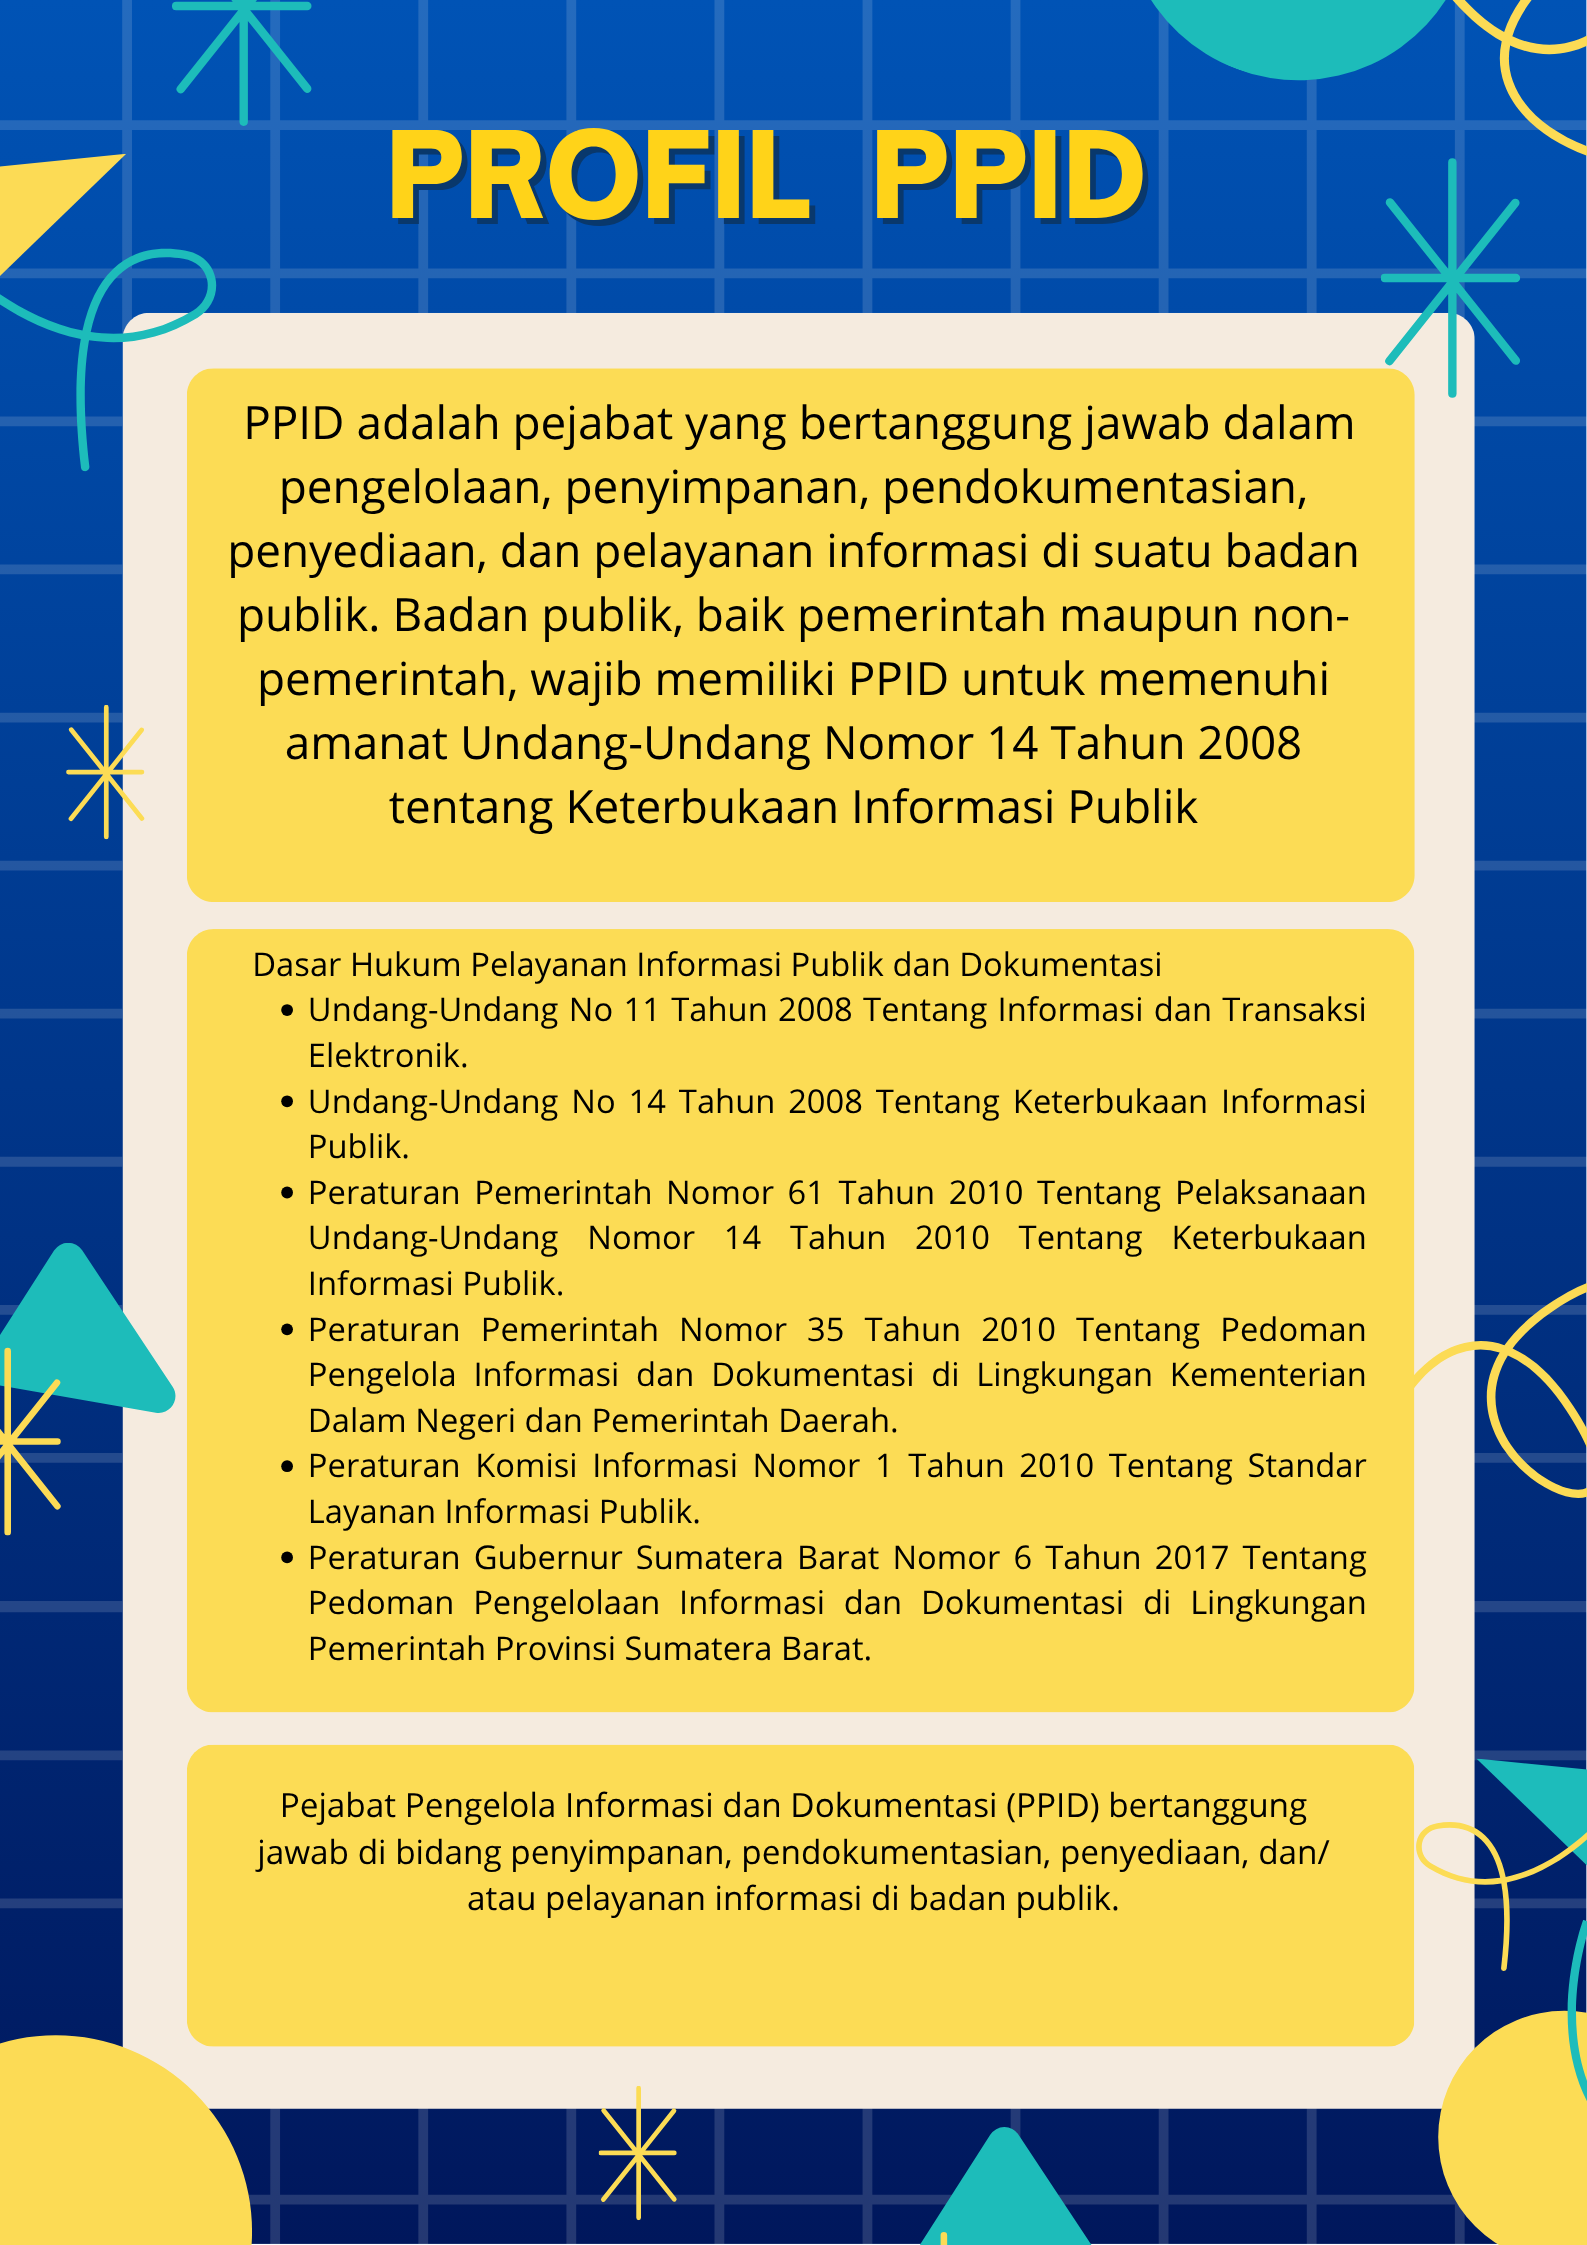 PROFIL PPID
PPID adalah pejabat yang bertanggung jawab dalam
pengelolaan, penyimpanan, pendokumentasian,
penyediaan, dan pelayanan informasi di suatu badan
publik. Badan publik, baik pemerintah maupun non-
pemerintah, wajib memiliki PPID untuk memenuhi
amanat Undang-Undang Nomor 14 Tahun 2008
tentang Keterbukaan Informasi Publik
Dasar Hukum Pelayanan Informasi Publik dan Dokumentasi
• Undang-Undang No 11 Tahun 2008 Tentang Informasi dan Transaksi
Elektronik.
• Undang-Undang No 14 Tahun 2008 Tentang Keterbukaan Informasi
Publik.
• Peraturan Pemerintah Nomor 61 Tahun 2010 Tentang Pelaksanaan
Undang-Undang Nomor 14 Tahun 2010 Tentang Keterbukaan
Informasi Publik.
• Peraturan Pemerintah Nomor 35 Tahun 2010 Tentang Pedoman
Pengelola Informasi dan Dokumentasi di Lingkungan Kementerian
Dalam Negeri dan Pemerintah Daerah.
• Peraturan Komisi Informasi Nomor 1 Tahun 2010 Tentang Standar
Layanan Informasi Publik.
• Peraturan Gubernur Sumatera Barat Nomor 6 Tahun 2017 Tentang
Pedoman Pengelolaan Informasi dan Dokumentasi di Lingkungan
Pemerintah Provinsi Sumatera Barat.
Pejabat Pengelola Informasi dan Dokumentasi (PPID) bertanggung
jawab di bidang penyimpanan, pendokumentasian, penyediaan, dan/
atau pelayanan informasi di badan publik.